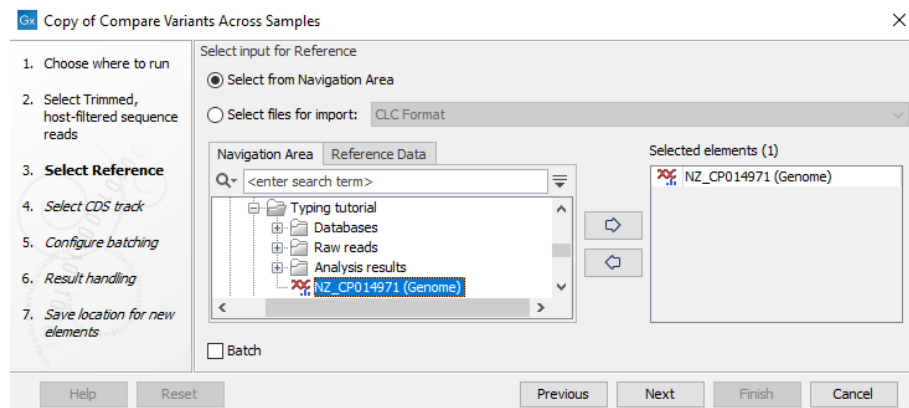 Gx Copy of Compare Variants Across Samples
1. Choose where to run
2. Select Trimmed,
host-filtered sequence
reads
3. Select Reference
4. Select CDS track
5. Configure batching
6. Result handling
7. Save location for new
elements
Select input for Reference
Select from Navigation Area
Select files for import: CLC Format
Navigation Area Reference Data
<enter search term>
Typing tutorial
Databases
Raw reads
Analysis results
NZ_CP014971 (Genome)
Selected elements (1)
NZ_CP014971 (Genome)
Batch
Help Reset Previous Next Finish Cancel